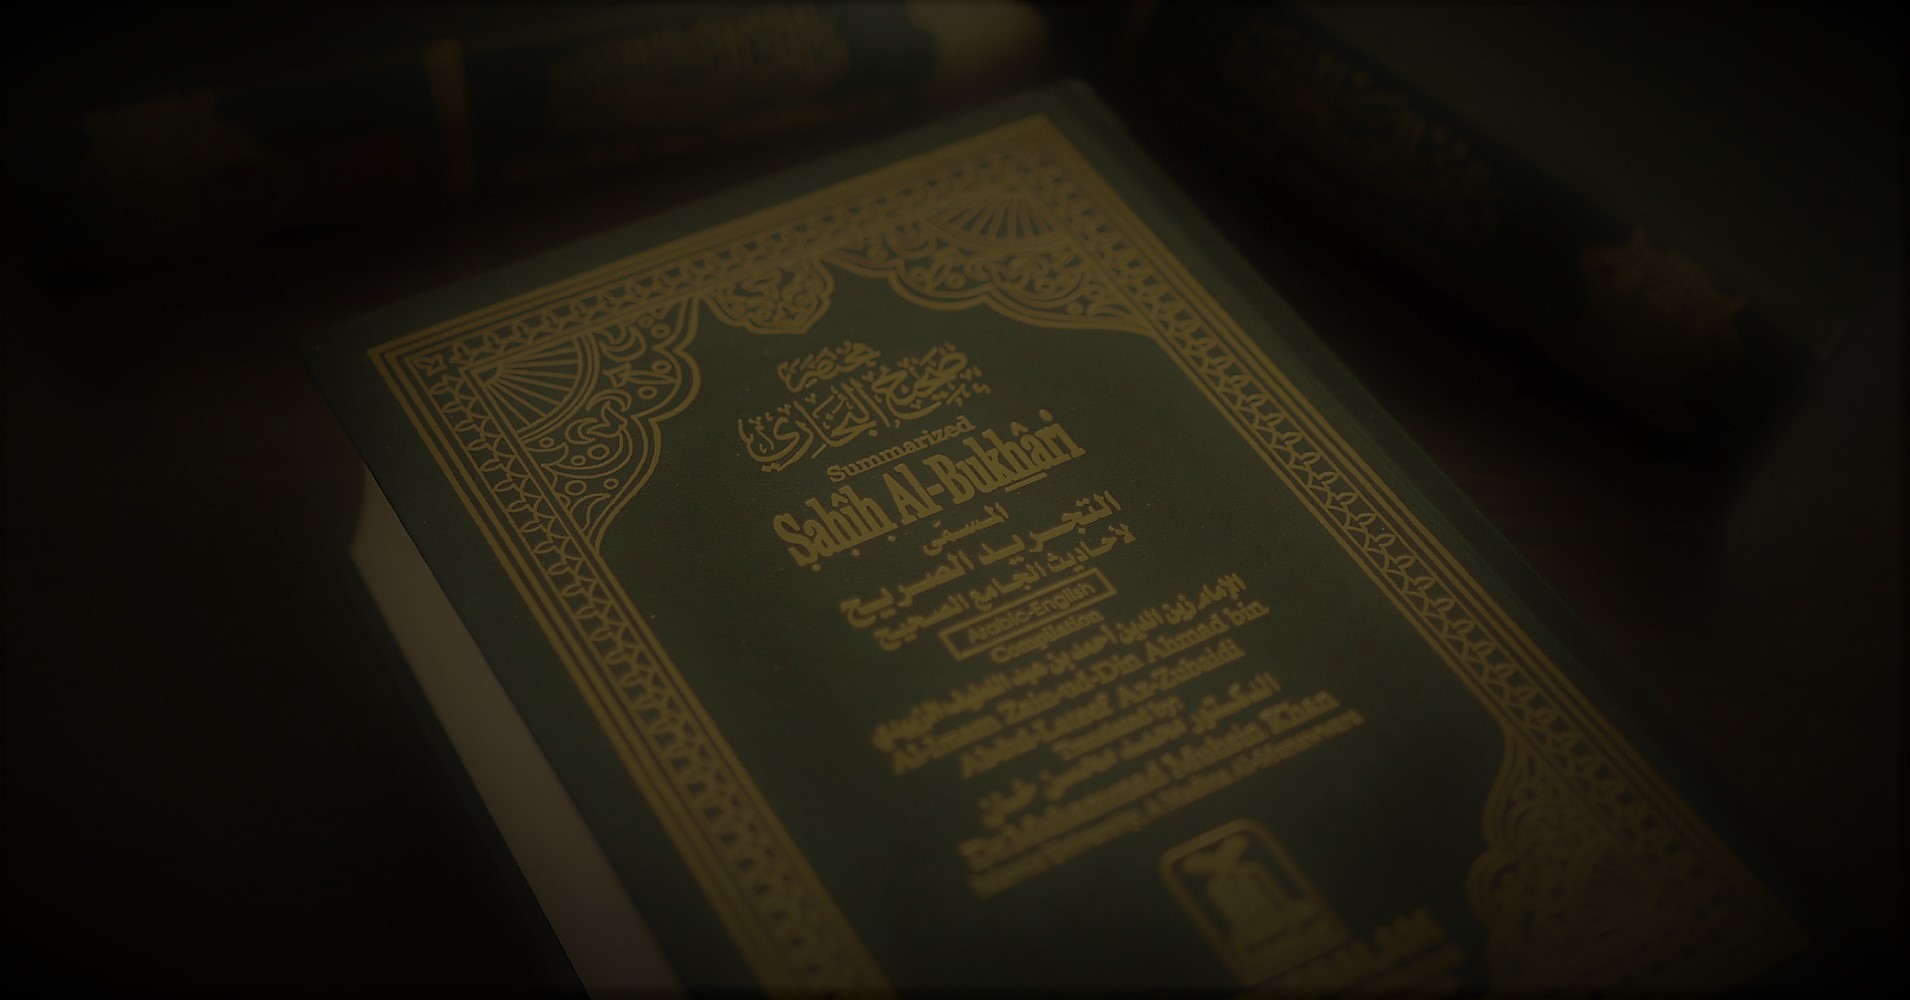 مختصر
صحيح البخاري
Summarized
Sahîh Al-Bukhâri
المسمى
التجريد الصريح
لأحاديث الجامع الصحيح
Arabic-English
Compilation
الإمام زين الدين أحمد بن عبد اللطيف الزبيدي
Al-Imam Zain-ud-Din Ahmad bin
Abdul-Lateef Az-Zubaidi
Translated by:
الدكتور محمد محسن خان
Dr. Muhammad Muhsin Khan